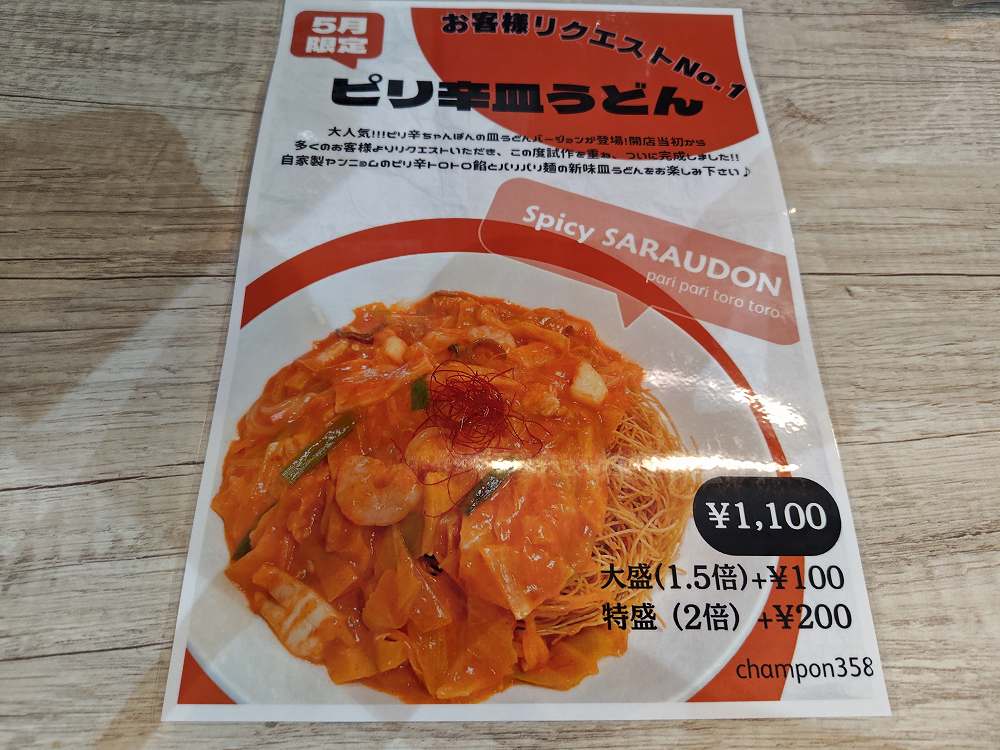 5月
限定
お客様リクエストNo.1
ピリ辛皿うどん
大人気!!!ピリ辛ちゃんぽんの皿うどんバージョンが登場!開店当初から
多くのお客様よりリクエストいただき、この度試作を重ね、ついに完成しました!!
自家製ヤンニョムのピリ辛トロトロ餡とパリパリ麺の新味皿うどんをお楽しみ下さい♪
Spicy SARAUDON
pari pari toro toro
¥1,100
大盛(1.5倍)+¥100
特盛（2倍）+¥200
champon358